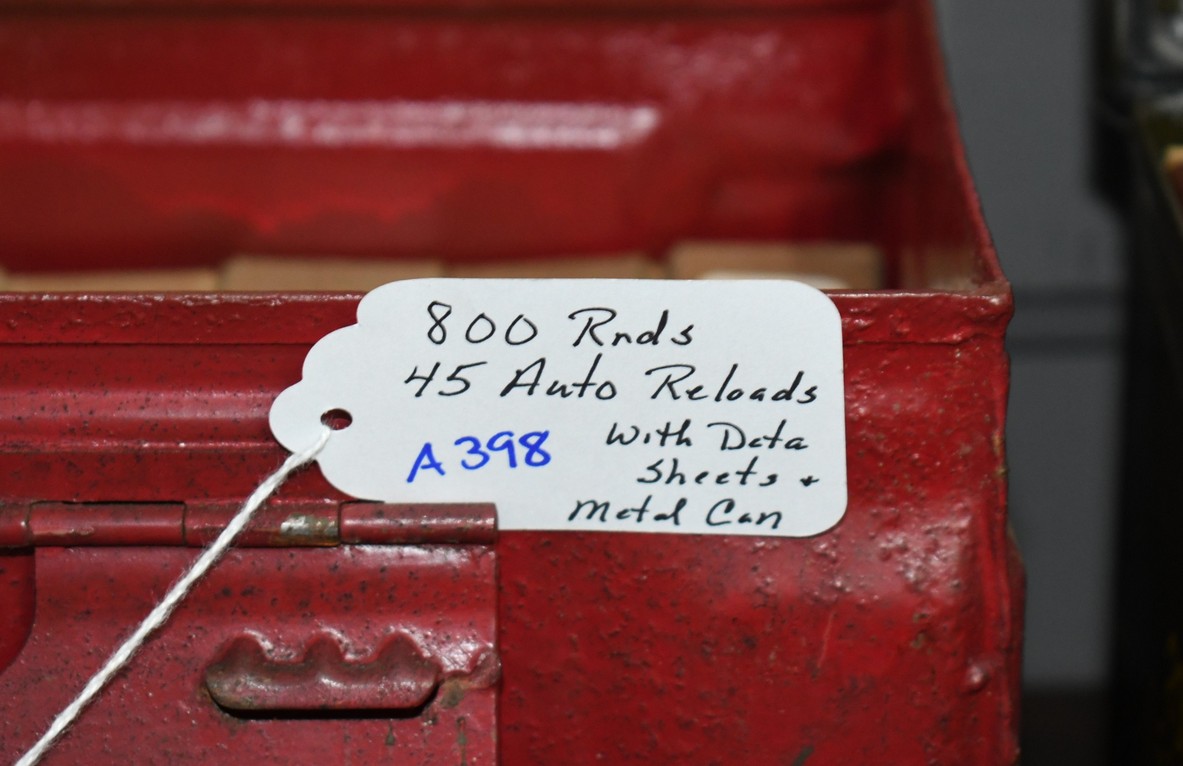 800 Rnds
45 Auto Reloads
A398
With Data
Sheets +
Metal Can